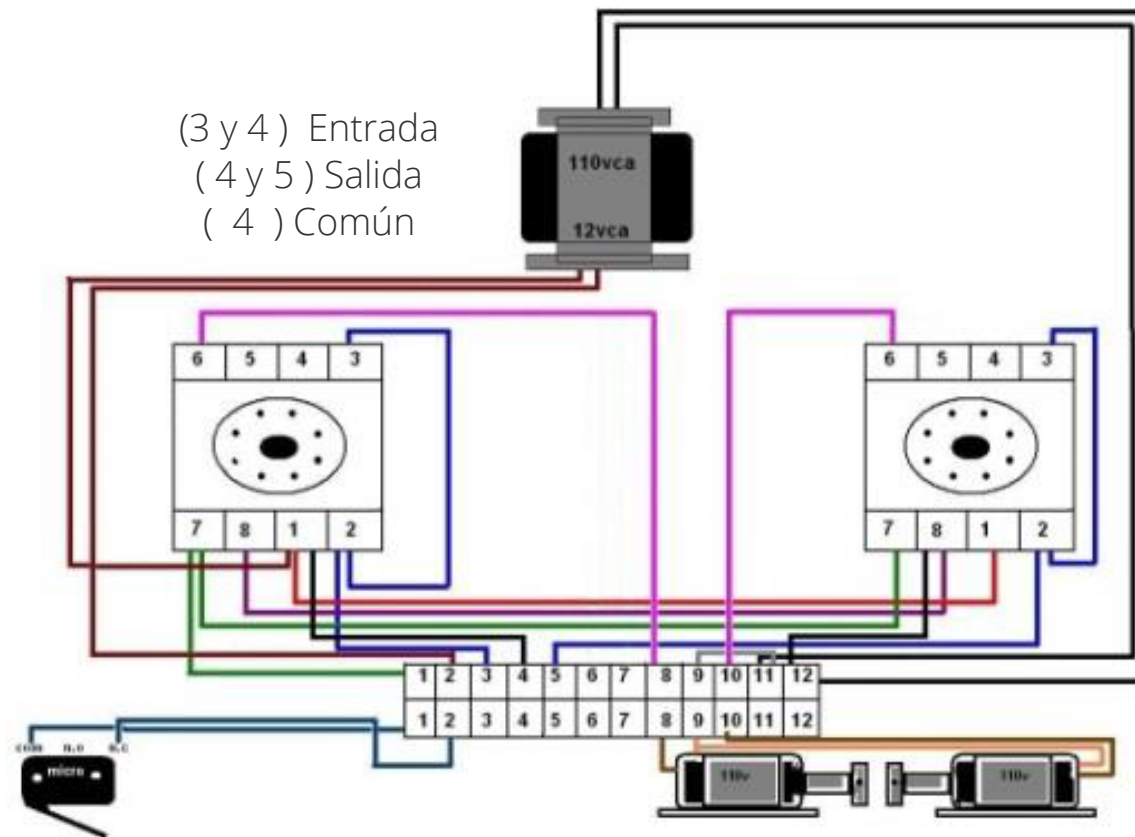 (3 y 4 )  Entrada
( 4 y 5 ) Salida
(  4  ) Común
110vca
12vca
6 5 4 3
7 8 1 2
6 5 4 3
7 8 1 2
1 2 3 4 5 6 7 8 9 10 11 12
1 2 3 4 5 6 7 8 9 10 11 12
com n.o n.c
micro
110v
110v